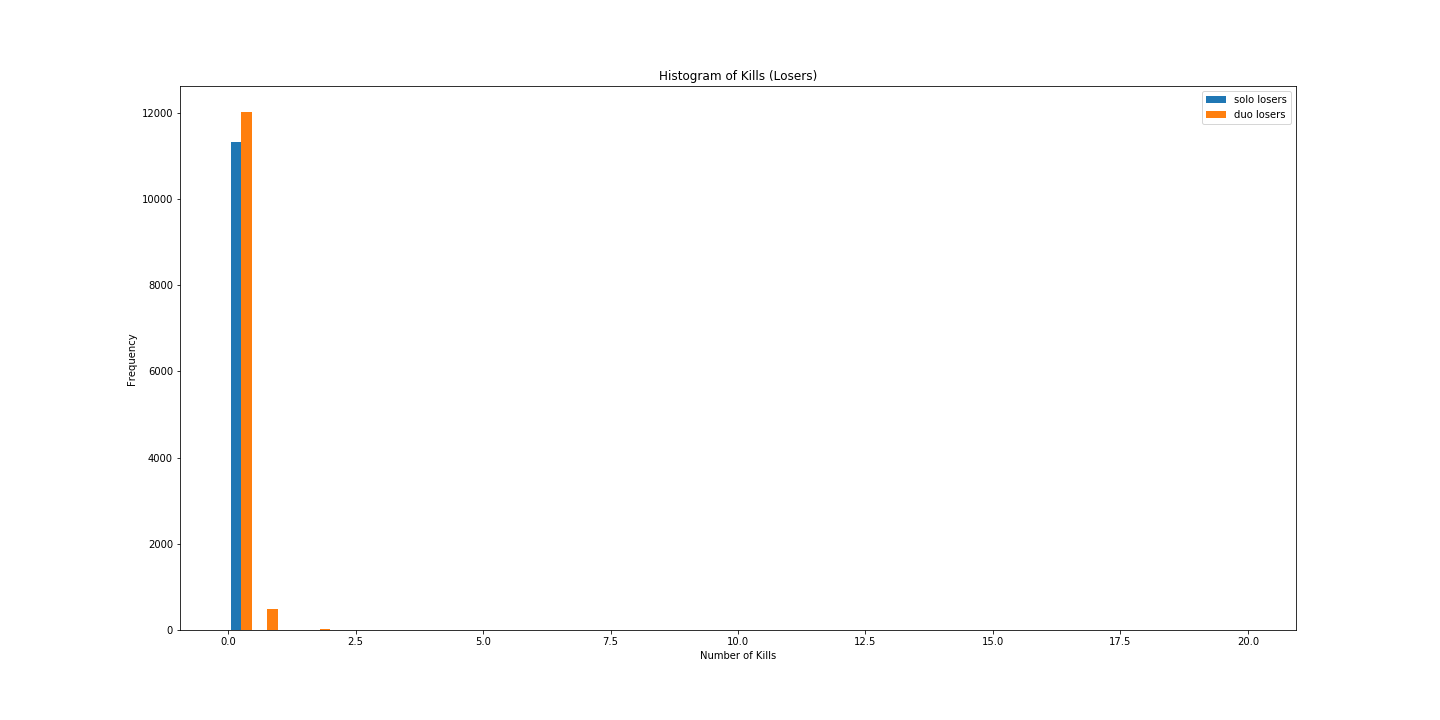 Histogram of Kills (Losers)
solo losers
duo losers
12000
10000
8000
6000
4000
2000
0
Frequency
0.0 2.5 5.0 7.5 10.0 12.5 15.0 17.5 20.0
Number of Kills